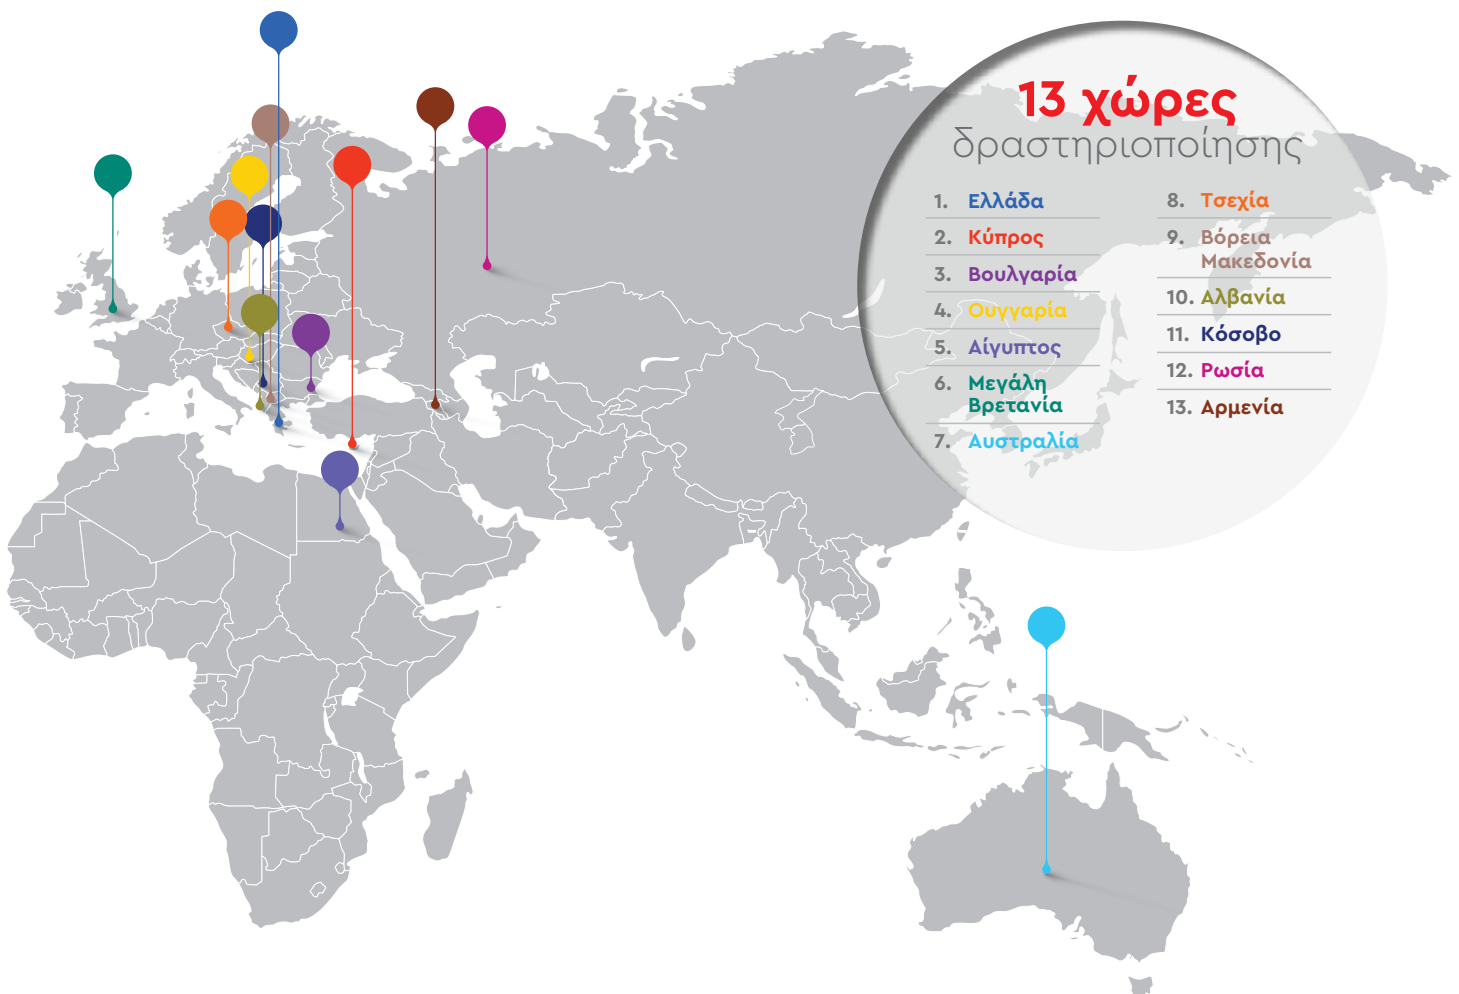 13 χώρες
δραστηριοποίησης
1. Ελλάδα
2. Κύπρος
3. Βουλγαρία
4. Ουγγαρία
5. Αίγυπτος
6. Μεγάλη
Βρετανία
7. Αυστραλία
8. Τσεχία
9. Βόρεια
Μακεδονία
10. Αλβανία
11. Κόσοβο
12. Ρωσία
13. Αρμενία